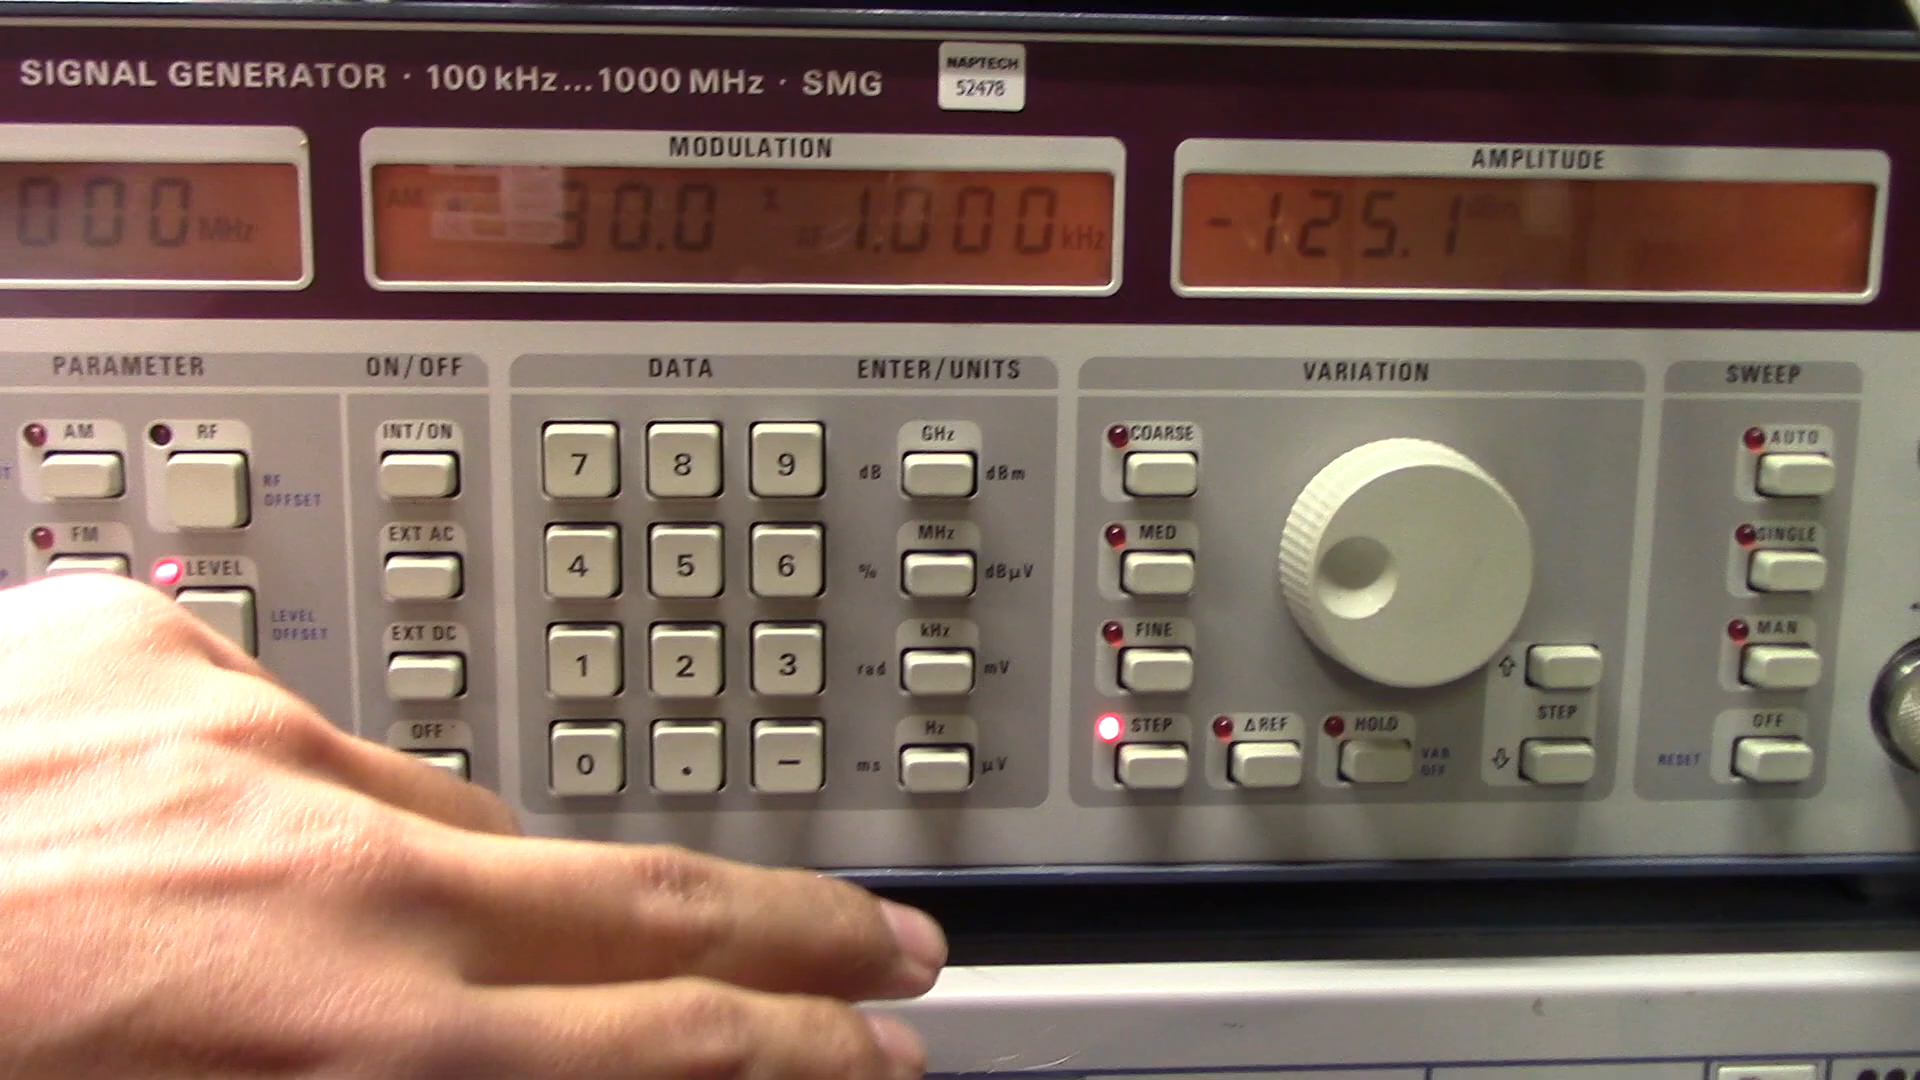 SIGNAL GENERATOR · 100 kHz...1000 MHz · SMG
NAPTECH
52478
MODULATION
AMPLITUDE
000 MHz
AM 30.0 % AF 1.000 kHz
-125.1 dBm
PARAMETER
ON/OFF
DATA
ENTER/UNITS
VARIATION
SWEEP
AM
RF
RF
OFFSET
FM
LEVEL
LEVEL
OFFSET
INT/ON
EXT AC
EXT DC
OFF
7 8 9
4 5 6
1 2 3
0 . −
GHz
dB dBm
MHz
% dBµV
kHz
rad mV
Hz
ms µV
COARSE
MED
FINE
STEP
ΔREF
HOLD
VAR
OFF
⇧
STEP
⇩
AUTO
SINGLE
MAN
OFF
RESET